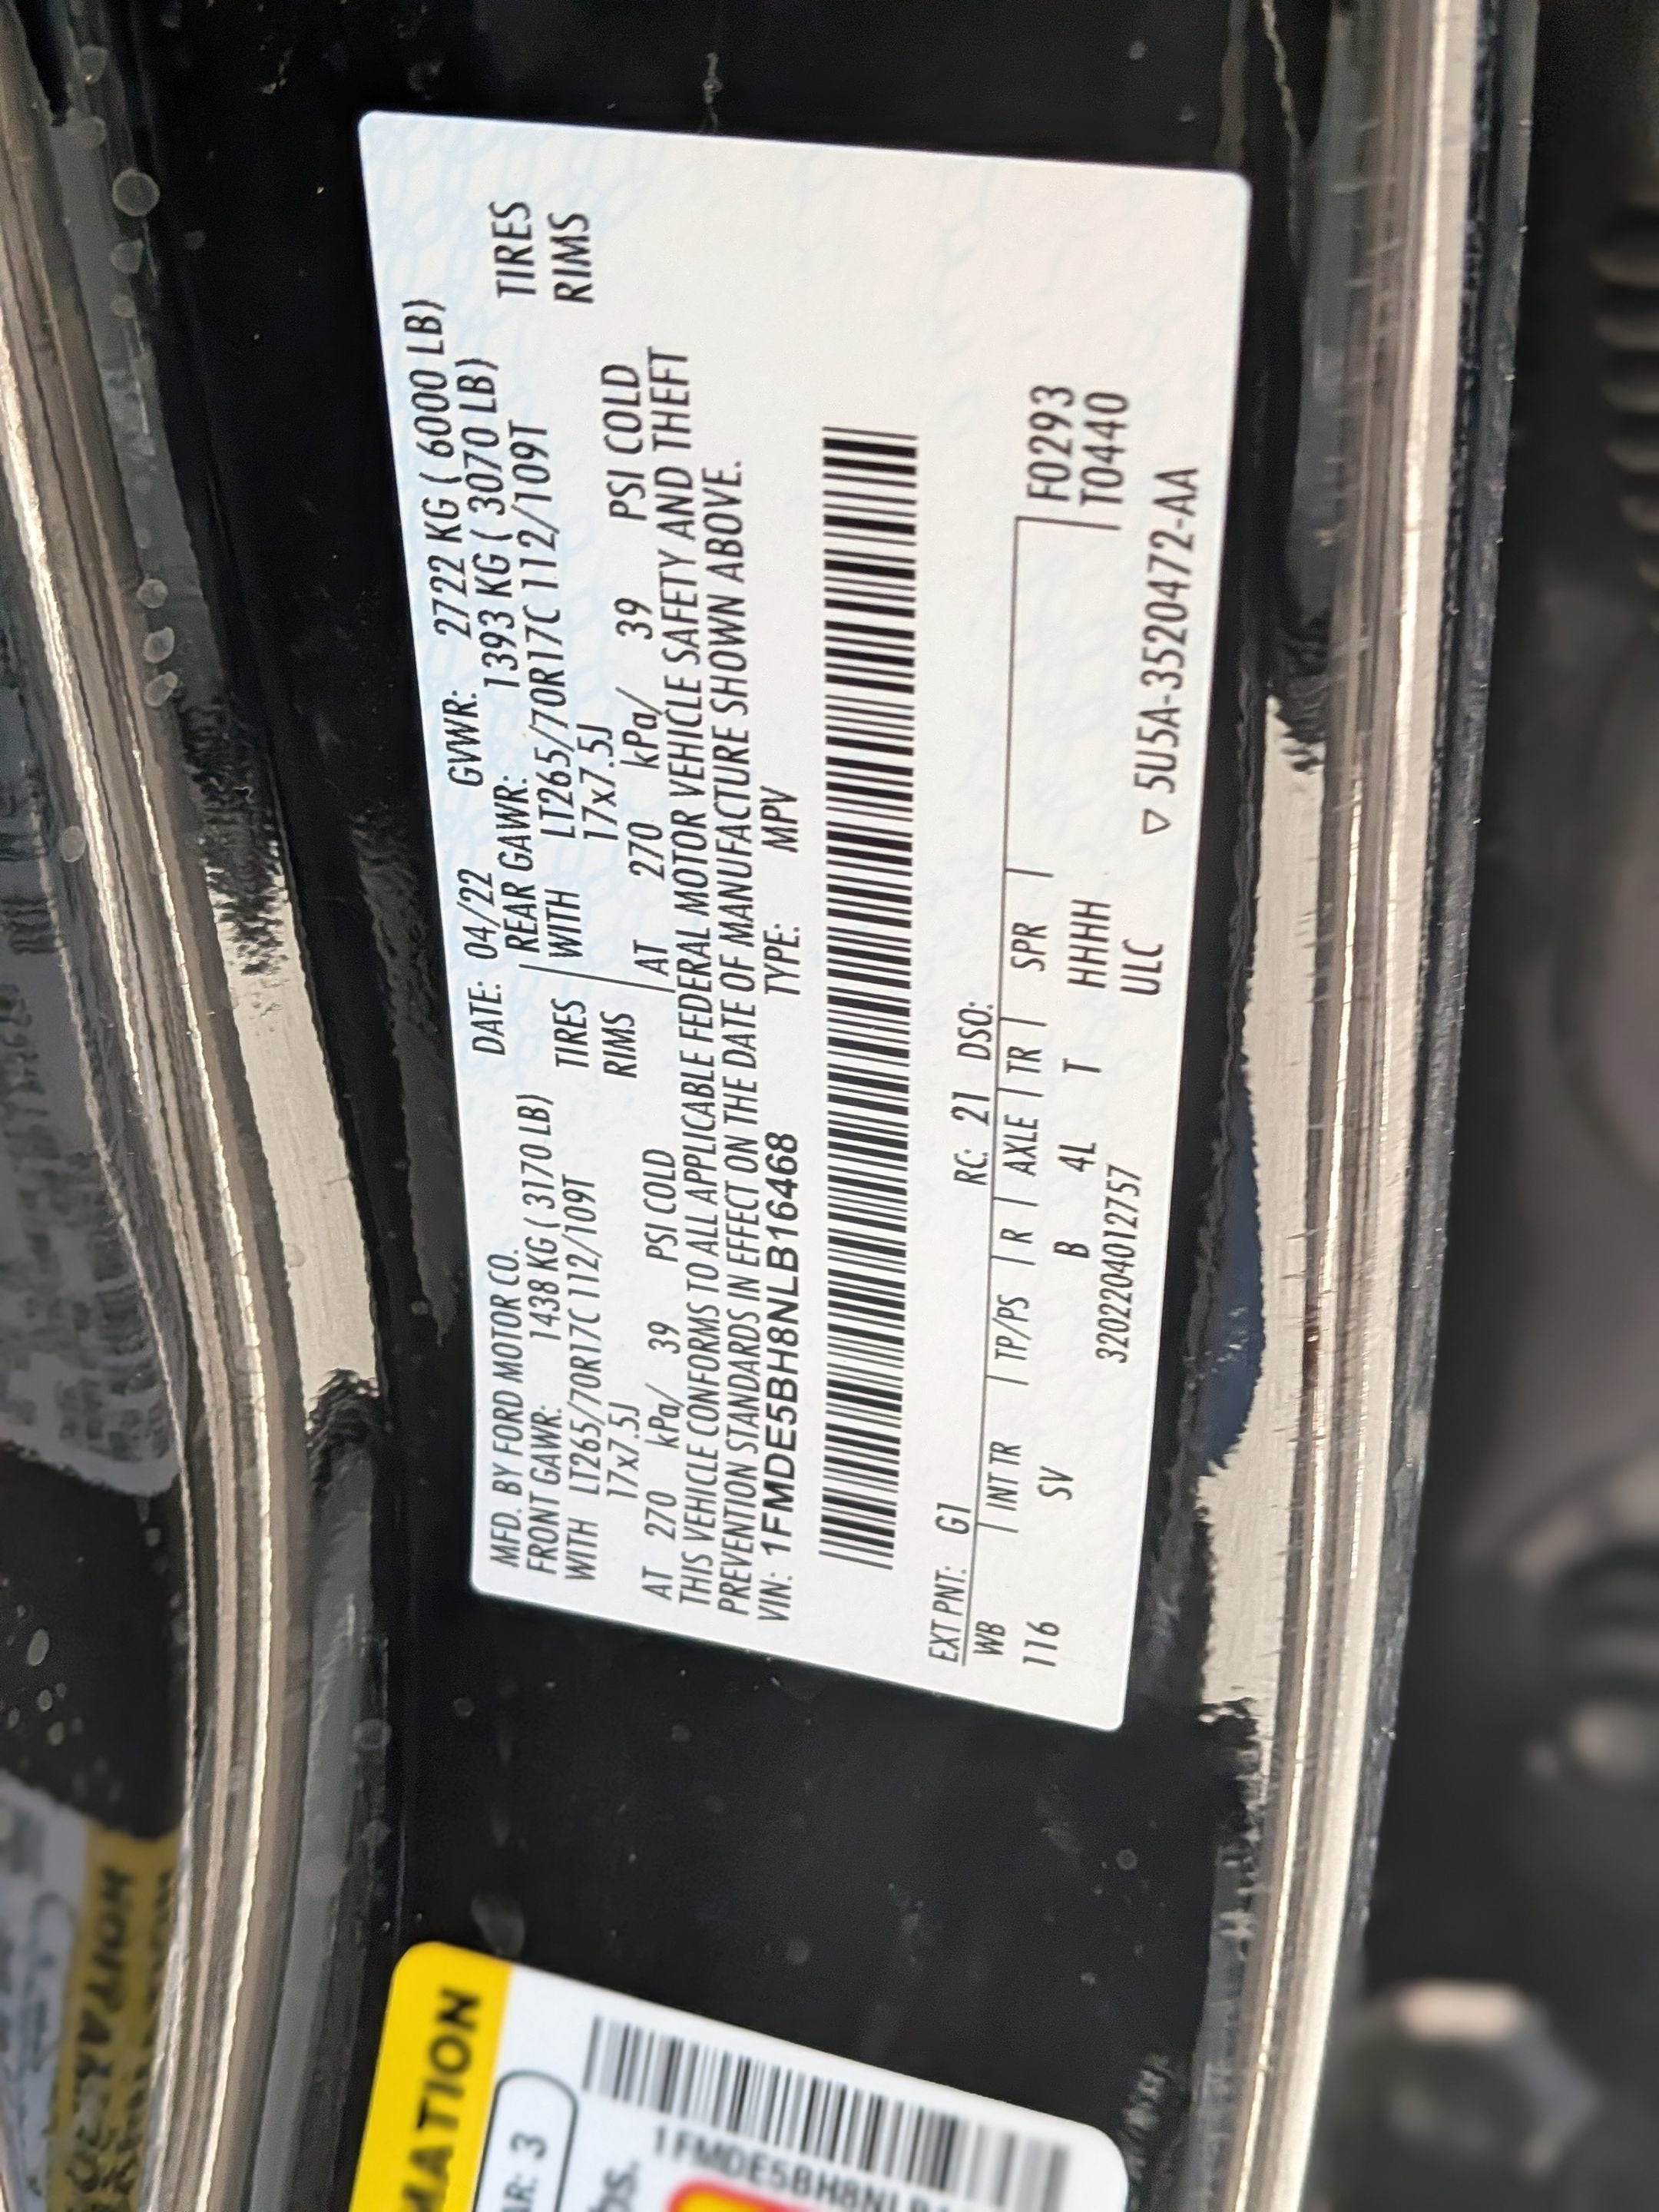 MFD. BY FORD MOTOR CO. DATE: 04/22 GVWR: 2722 KG ( 6000 LB)
FRONT GAWR: 1438 KG ( 3170 LB) REAR GAWR: 1393 KG ( 3070 LB)
WITH LT265/70R17C 112/109T TIRES WITH LT265/70R17C 112/109T TIRES
17x7.5J RIMS 17x7.5J RIMS
AT 270 kPa/ 39 PSI COLD AT 270 kPa/ 39 PSI COLD
THIS VEHICLE CONFORMS TO ALL APPLICABLE FEDERAL MOTOR VEHICLE SAFETY AND THEFT
PREVENTION STANDARDS IN EFFECT ON THE DATE OF MANUFACTURE SHOWN ABOVE.
VIN: 1FMDE5BH8NLB16468 TYPE: MPV
EXT PNT: G1 RC: 21 DSO:
WB INT TR TP/PS R AXLE TR SPR F0293
116 SV B 4L T HHHH T0440
3202204012757 ULC
▽ 5U5A-3520472-AA
MATION
AR: 3
bs.
1FMDE5BH8NLB1